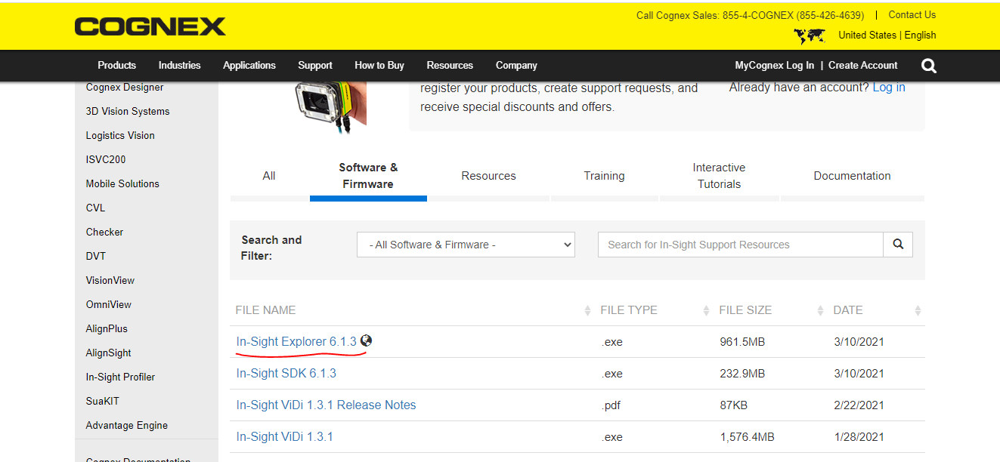 Call Cognex Sales: 855-4-COGNEX (855-426-4639) | Contact Us
COGNEX
United States | English
Products Industries Applications Support How to Buy Resources Company MyCognex Log In | Create Account
Cognex Designer
3D Vision Systems
Logistics Vision
ISVC200
Mobile Solutions
CVL
Checker
DVT
VisionView
OmniView
AlignPlus
AlignSight
In-Sight Profiler
SuaKIT
Advantage Engine
Cognex Documentation
COGNEX
register your products, create support requests, and
receive special discounts and offers.
Already have an account? Log in
All
Software &
Firmware
Resources
Training
Interactive
Tutorials
Documentation
Search and
Filter:
- All Software & Firmware -
Search for In-Sight Support Resources
FILE NAME FILE TYPE FILE SIZE DATE
In-Sight Explorer 6.1.3 .exe 961.5MB 3/10/2021
In-Sight SDK 6.1.3 .exe 232.9MB 3/10/2021
In-Sight ViDi 1.3.1 Release Notes .pdf 87KB 2/22/2021
In-Sight ViDi 1.3.1 .exe 1,576.4MB 1/28/2021